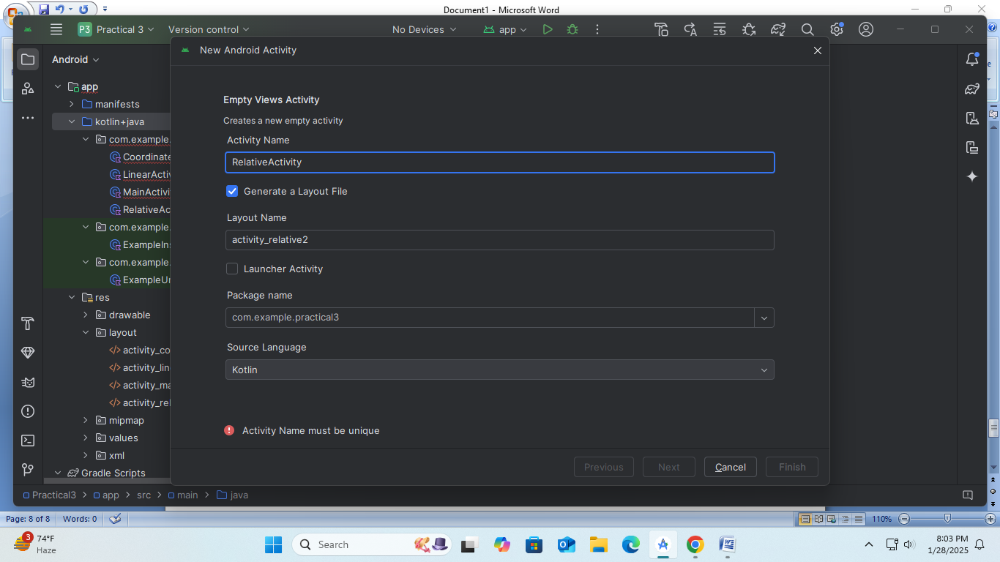 Document1 - Microsoft Word
P3 Practical 3
Version control
No Devices
app
Android
New Android Activity
app
manifests
kotlin+java
com.example.
Coordinate
LinearActiv
MainActivi
RelativeAc
com.example.
ExampleIns
com.example.
ExampleUn
res
drawable
layout
activity_co
activity_lin
activity_ma
activity_rel
mipmap
values
xml
Gradle Scripts
Empty Views Activity
Creates a new empty activity
Activity Name
RelativeActivity
Generate a Layout File
Layout Name
activity_relative2
Launcher Activity
Package name
com.example.practical3
Source Language
Kotlin
Activity Name must be unique
Previous
Next
Cancel
Finish
Practical3 > app > src > main > java
Page: 8 of 8
Words: 0
110%
3
74°F
Haze
Search
8:03 PM
1/28/2025